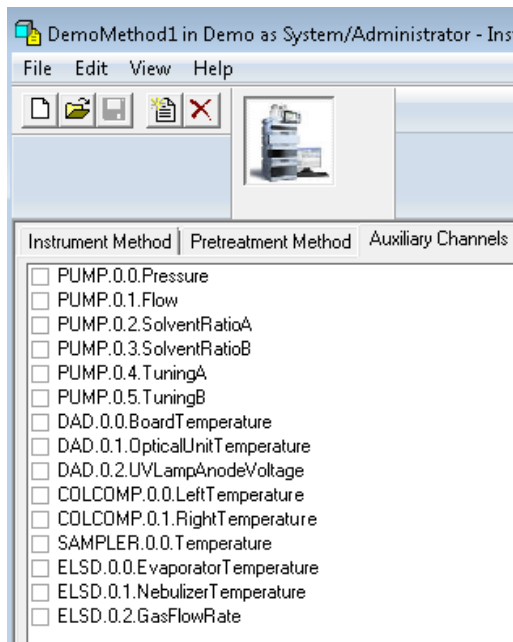 DemoMethod1 in Demo as System/Administrator - Ins
File Edit View Help
Instrument Method Pretreatment Method Auxiliary Channels
PUMP.0.0.Pressure
PUMP.0.1.Flow
PUMP.0.2.SolventRatioA
PUMP.0.3.SolventRatioB
PUMP.0.4.TuningA
PUMP.0.5.TuningB
DAD.0.0.BoardTemperature
DAD.0.1.OpticalUnitTemperature
DAD.0.2.UVLampAnodeVoltage
COLCOMP.0.0.LeftTemperature
COLCOMP.0.1.RightTemperature
SAMPLER.0.0.Temperature
ELSD.0.0.EvaporatorTemperature
ELSD.0.1.NebulizerTemperature
ELSD.0.2.GasFlowRate